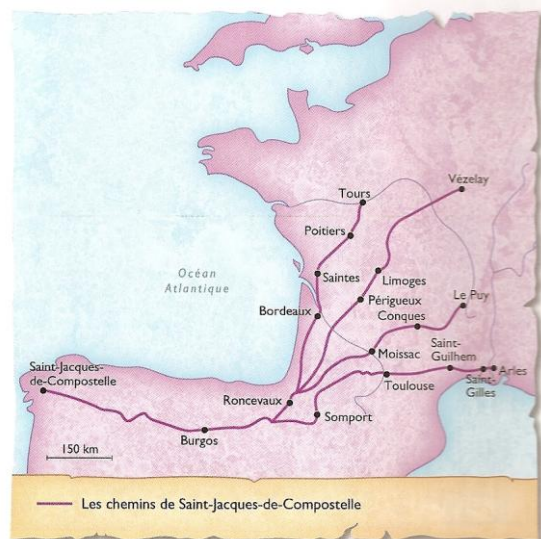 Vézelay
Tours
Poitiers
Océan
Atlantique
Saintes
Limoges
Périgueux
Le Puy
Bordeaux
Conques
Saint-
Guilhem
Moissac
Saint-Jacques-
de-Compostelle
Arles
Saint-
Gilles
Toulouse
Roncevaux
Somport
Burgos
150 km
Les chemins de Saint-Jacques-de-Compostelle